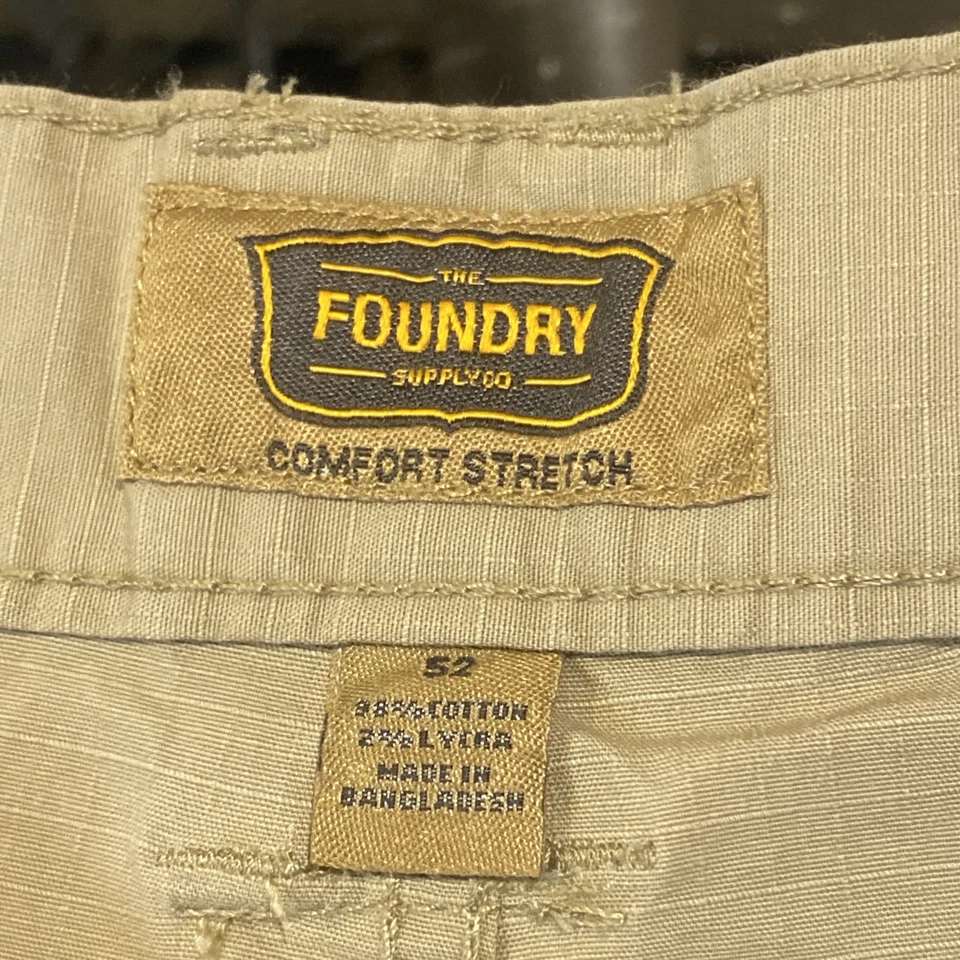 THE
FOUNDRY
SUPPLY CO
COMFORT STRETCH
52
98% COTTON
2% LYCRA
MADE IN
BANGLADESH